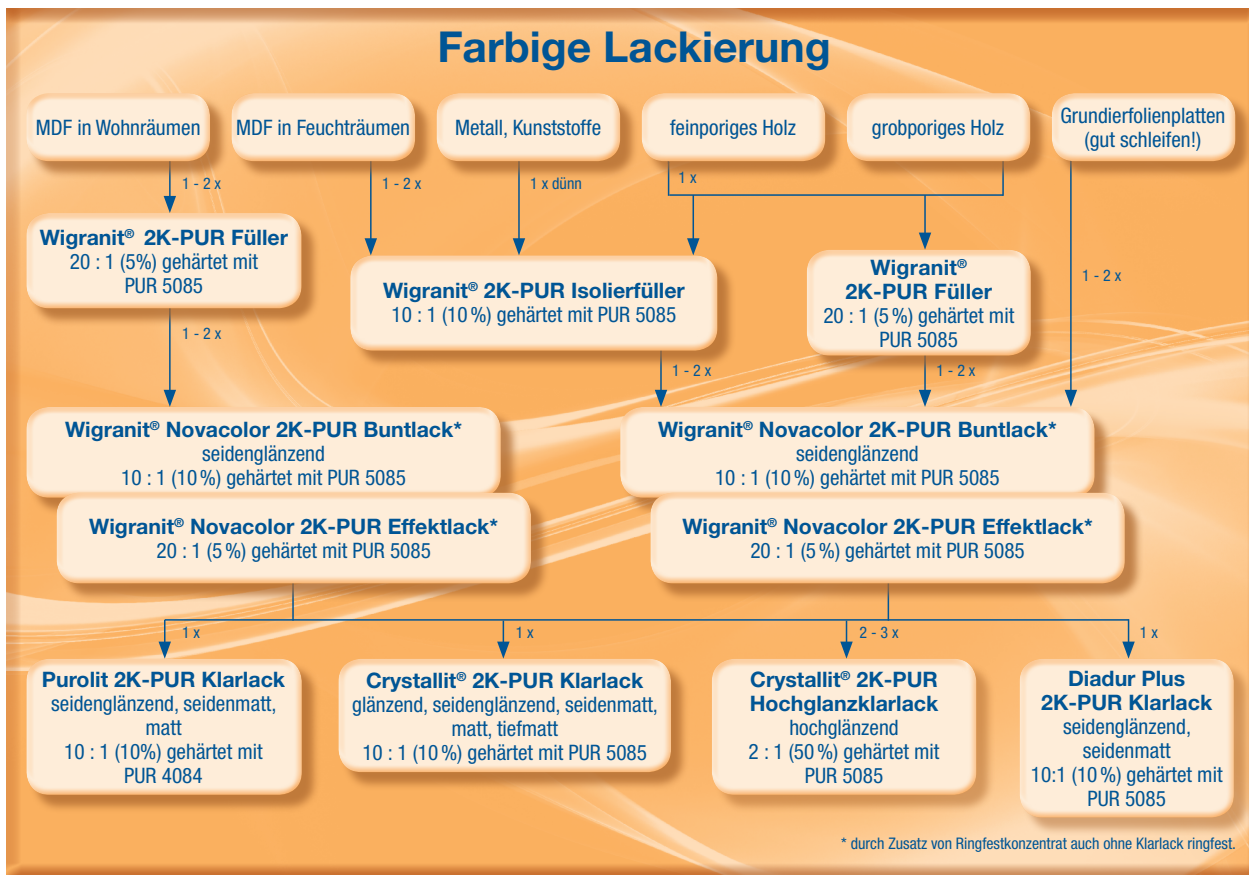 Farbige Lackierung
MDF in Wohnräumen
MDF in Feuchträumen
Metall, Kunststoffe
feinporiges Holz
grobporiges Holz
Grundierfolienplatten
(gut schleifen!)
1 - 2 x
1 - 2 x
1 x dünn
1 x
1 - 2 x
Wigranit® 2K-PUR Füller
20 : 1 (5%) gehärtet mit
PUR 5085
Wigranit® 2K-PUR Isolierfüller
10 : 1 (10 %) gehärtet mit PUR 5085
Wigranit®
2K-PUR Füller
20 : 1 (5 %) gehärtet mit
PUR 5085
1 - 2 x
1 - 2 x
1 - 2 x
Wigranit® Novacolor 2K-PUR Buntlack*
seidenglänzend
10 : 1 (10 %) gehärtet mit PUR 5085
Wigranit® Novacolor 2K-PUR Effektlack*
20 : 1 (5 %) gehärtet mit PUR 5085
Wigranit® Novacolor 2K-PUR Buntlack*
seidenglänzend
10 : 1 (10 %) gehärtet mit PUR 5085
Wigranit® Novacolor 2K-PUR Effektlack*
20 : 1 (5 %) gehärtet mit PUR 5085
1 x
1 x
2 - 3 x
1 x
Purolit 2K-PUR Klarlack
seidenglänzend, seidenmatt,
matt
10 : 1 (10%) gehärtet mit
PUR 4084
Crystallit® 2K-PUR Klarlack
glänzend, seidenglänzend, seidenmatt,
matt, tiefmatt
10 : 1 (10 %) gehärtet mit PUR 5085
Crystallit® 2K-PUR
Hochglanzklarlack
hochglänzend
2 : 1 (50 %) gehärtet mit
PUR 5085
Diadur Plus
2K-PUR Klarlack
seidenglänzend,
seidenmatt
10:1 (10 %) gehärtet mit
PUR 5085
* durch Zusatz von Ringfestkonzentrat auch ohne Klarlack ringfest.